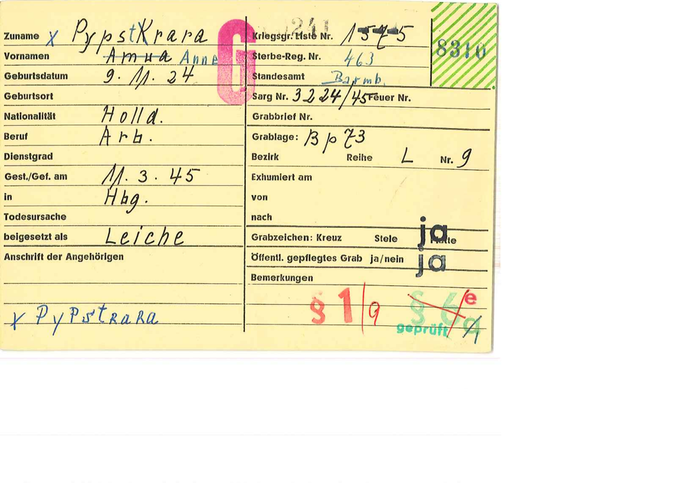 Zuname x PypstKrara
Vornamen Amua Anne
Geburtsdatum 9. 11. 24
Geburtsort
Nationalität Holld.
Beruf Arb.
Dienstgrad
Gest./Gef. am 11. 3. 45
in Hbg.
Todesursache
beigesetzt als Leiche
Anschrift der Angehörigen
x Pypstrara
G
Kriegsgr. Liste Nr. 1575
8310
Sterbe-Reg. Nr. 463
Standesamt Barmb.
Sarg Nr. 3224/45 Feuer Nr.
Grabbrief Nr.
Grablage: Bp 73
Bezirk Reihe L Nr. 9
Exhumiert am
von
nach
Grabzeichen: Kreuz Stele ja
Öffentl. gepflegtes Grab ja/nein ja
Bemerkungen
§ 1/a § 6/e
geprüft